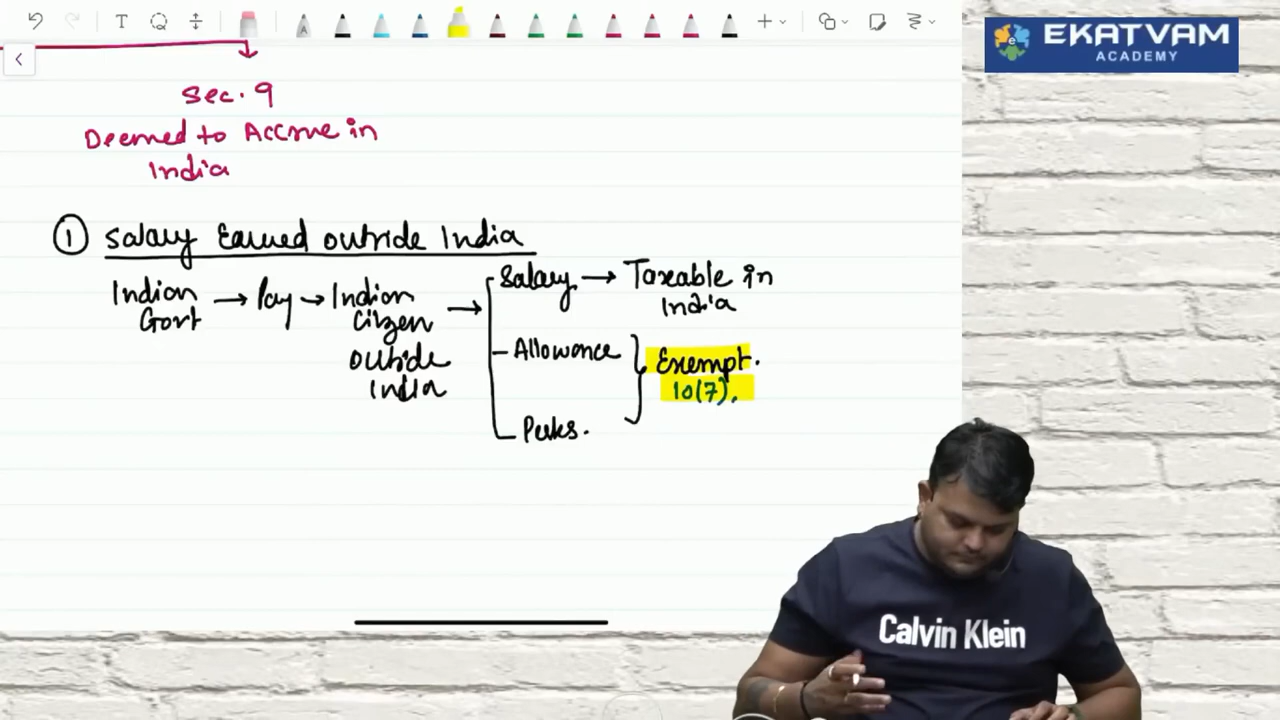 EKATVAM
ACADEMY
Sec. 9
Deemed to Accrue in
India
① Salary Earned outside India
Indian Govt → Pay → Indian Citizen outside India →
Salary → Taxable in India
Allowance
Perks.
Exempt.
10(7).
Calvin Klein
T
A